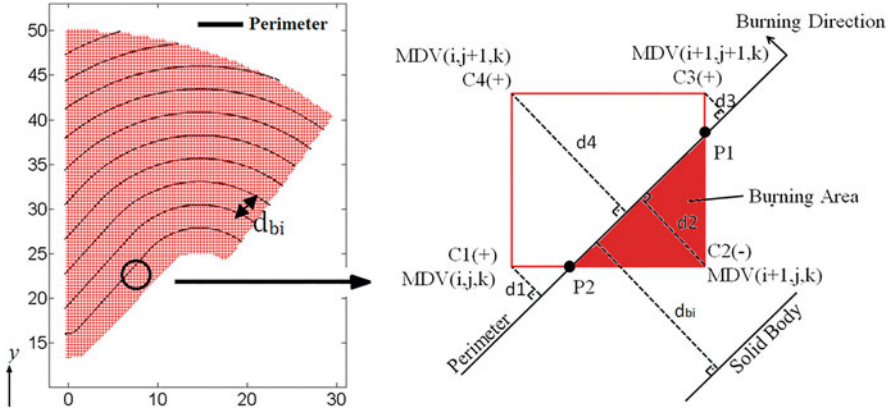 Perimeter
50
45
40
35
30
25
20
15
y
0
10
20
30
dbi
Burning Direction
MDV(i,j+1,k)
C4(+)
MDV(i+1,j+1,k)
C3(+)
d3
P1
d4
Burning Area
d2
C1(+)
MDV(i,j,k)
C2(-)
MDV(i+1,j,k)
d1
P2
dbi
Perimeter
Solid Body